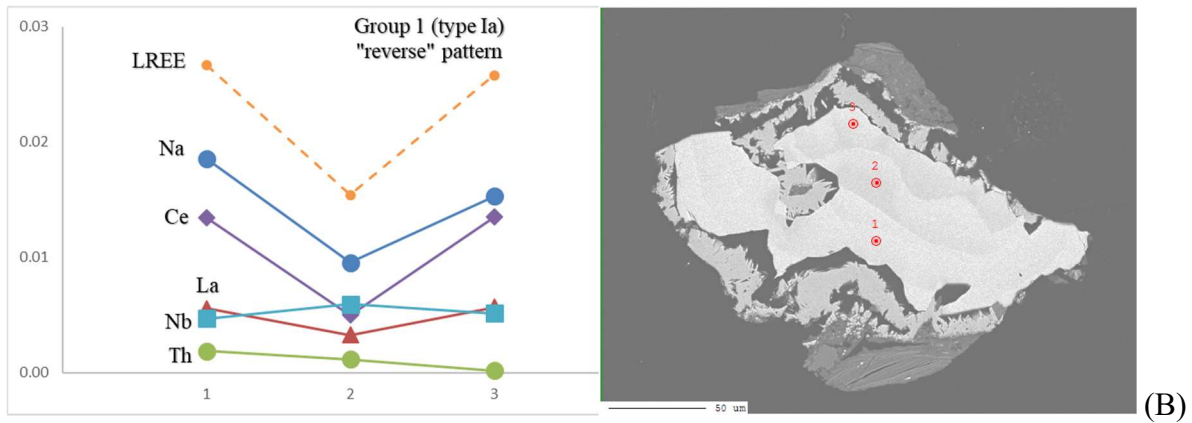 0.03
Group 1 (type Ia)
"reverse" pattern
LREE
0.02
Na
Ce
0.01
La
Nb
Th
0.00
1 2 3
3
2
1
50 um
(B)